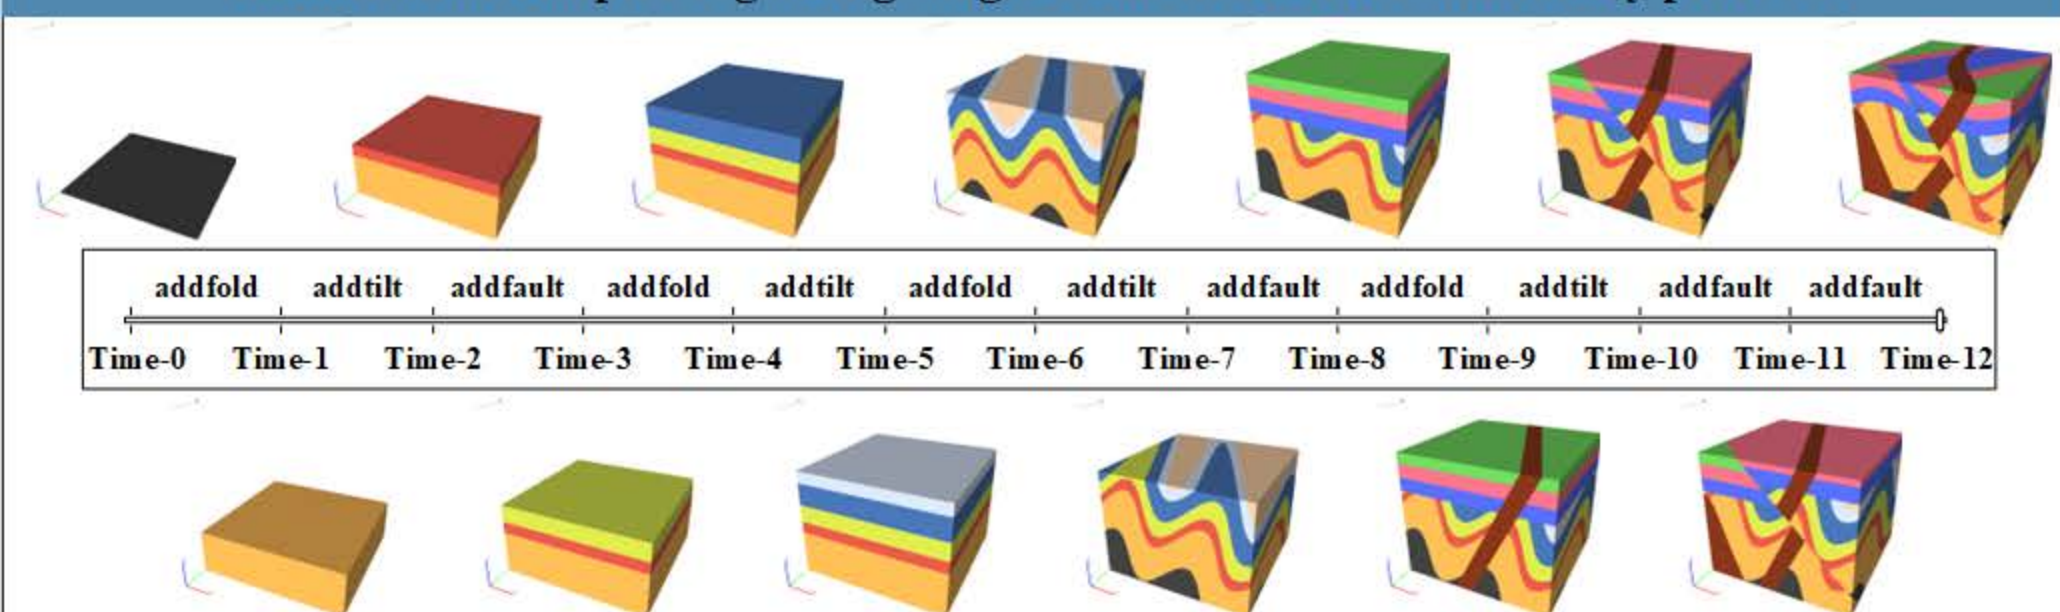 addfold addtilt addfault addfold addtilt addfold addtilt addfault addfold addtilt addfault addfault
Time-0 Time-1 Time-2 Time-3 Time-4 Time-5 Time-6 Time-7 Time-8 Time-9 Time-10 Time-11 Time-12